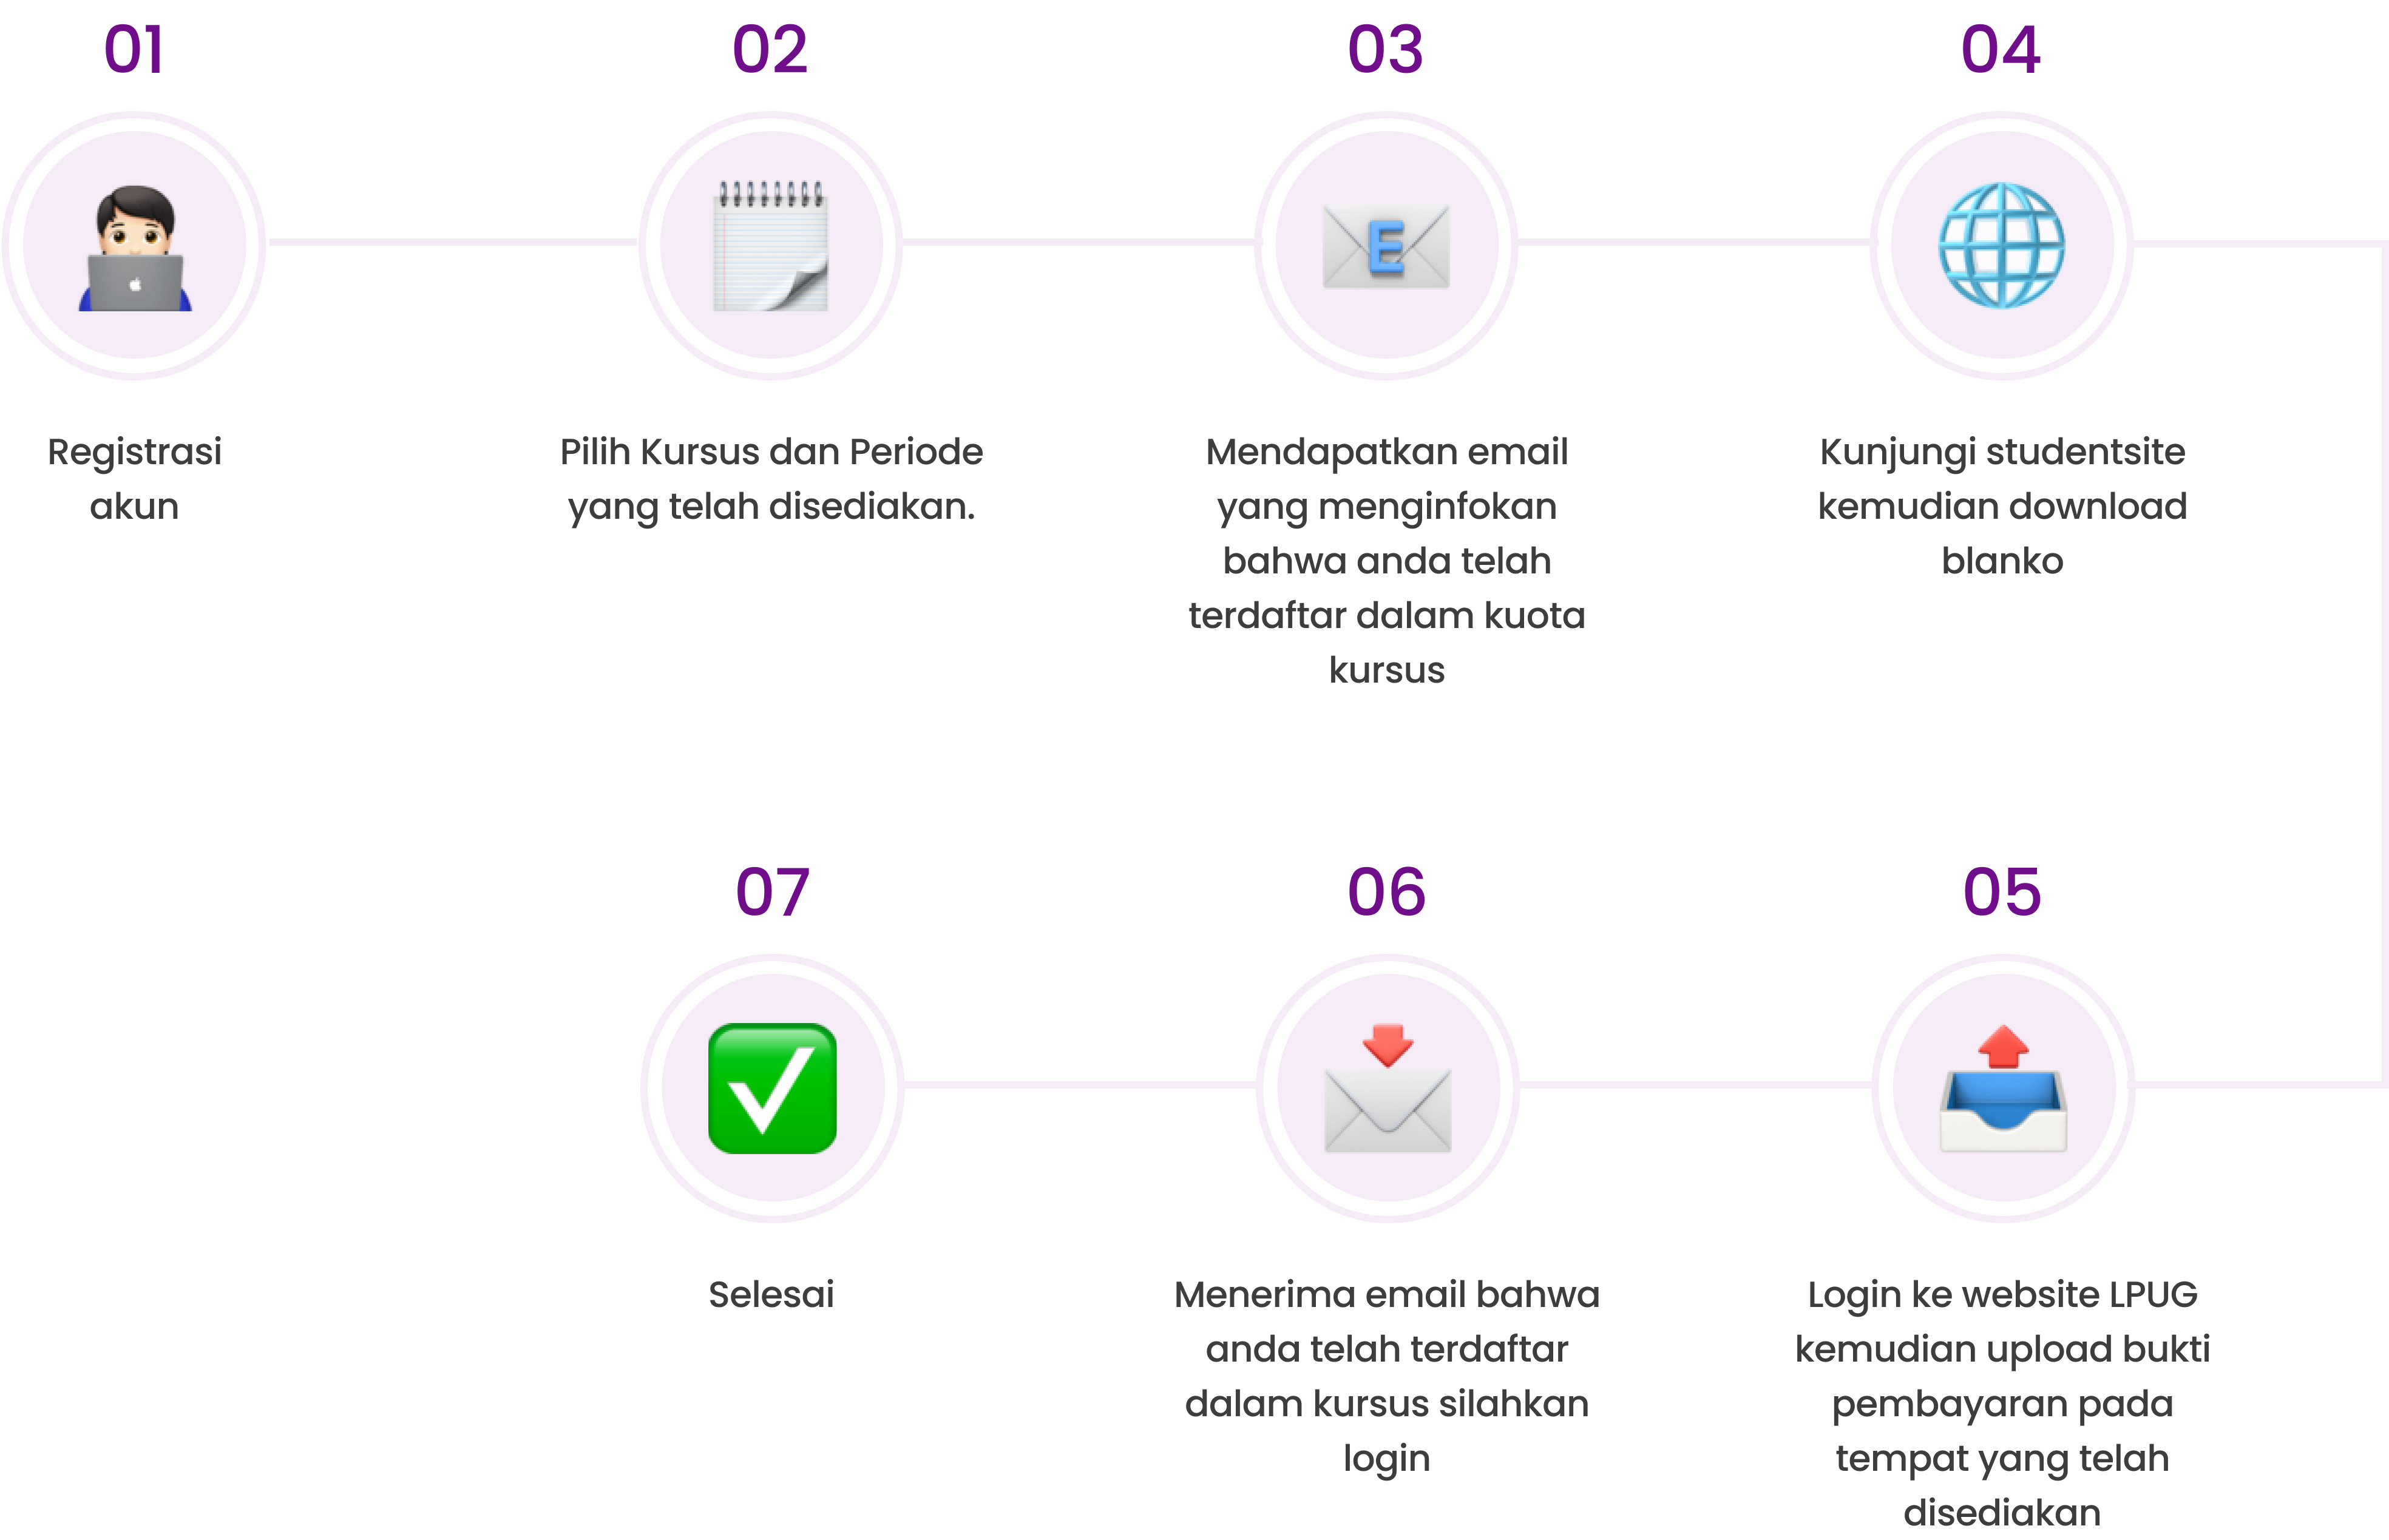 01
Registrasi
akun
02
Pilih Kursus dan Periode
yang telah disediakan.
03
E
Mendapatkan email
yang menginfokan
bahwa anda telah
terdaftar dalam kuota
kursus
04
Kunjungi studentsite
kemudian download
blanko
05
Login ke website LPUG
kemudian upload bukti
pembayaran pada
tempat yang telah
disediakan
06
Menerima email bahwa
anda telah terdaftar
dalam kursus silahkan
login
07
Selesai